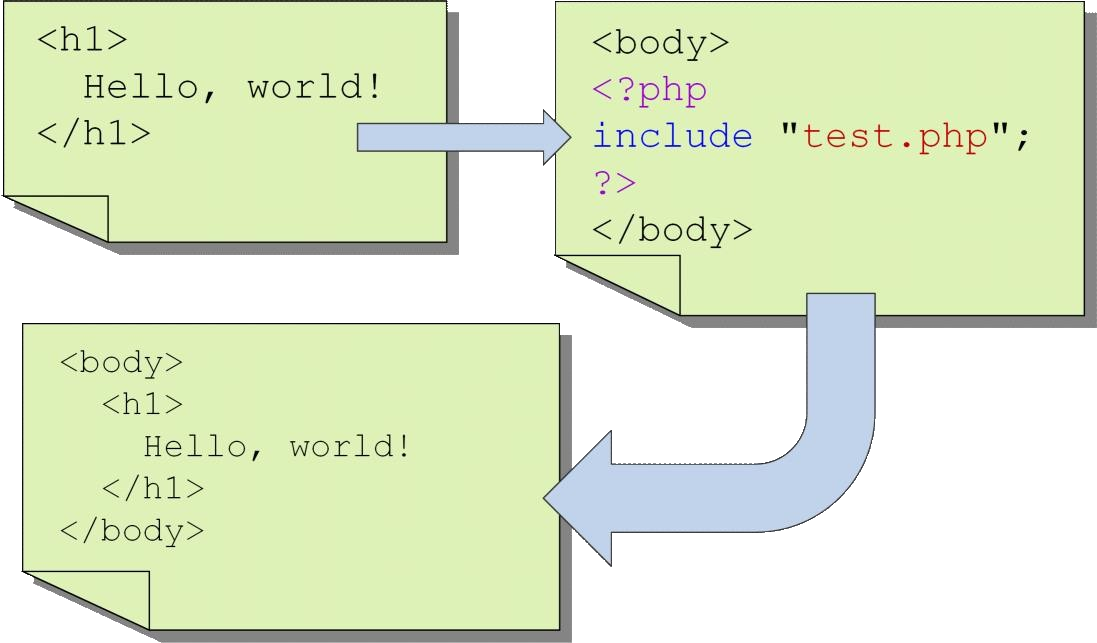 <h1>
  Hello, world!
</h1>
<body>
<?php
include "test.php";
?>
</body>
<body>
  <h1>
    Hello, world!
  </h1>
</body>